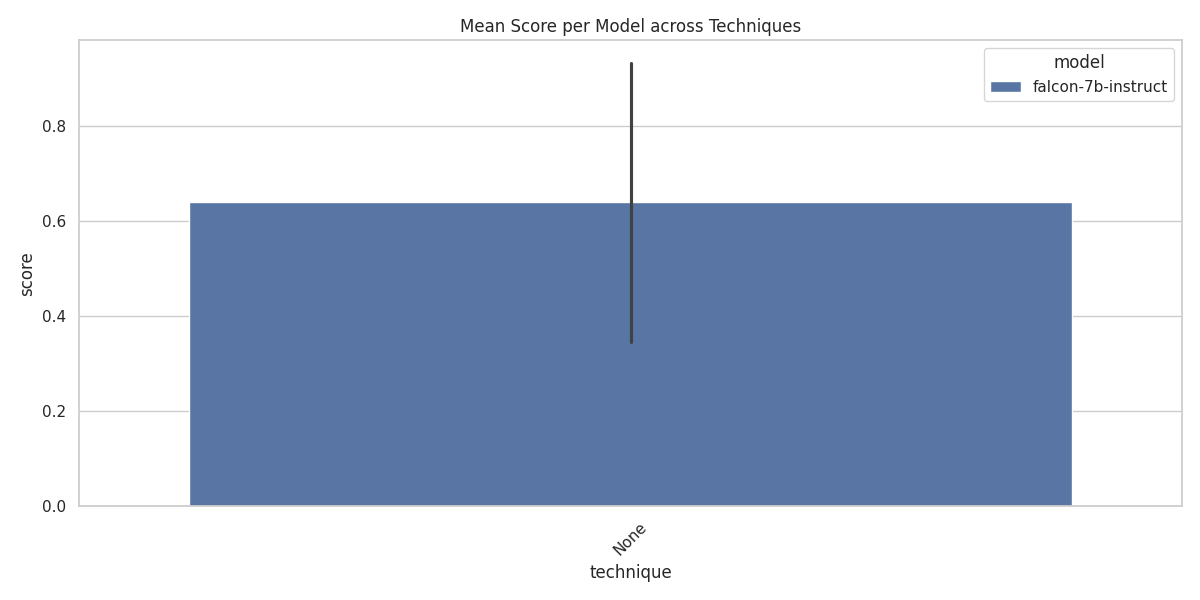 Mean Score per Model across Techniques
model
falcon-7b-instruct
score
0.8
0.6
0.4
0.2
0.0
None
technique